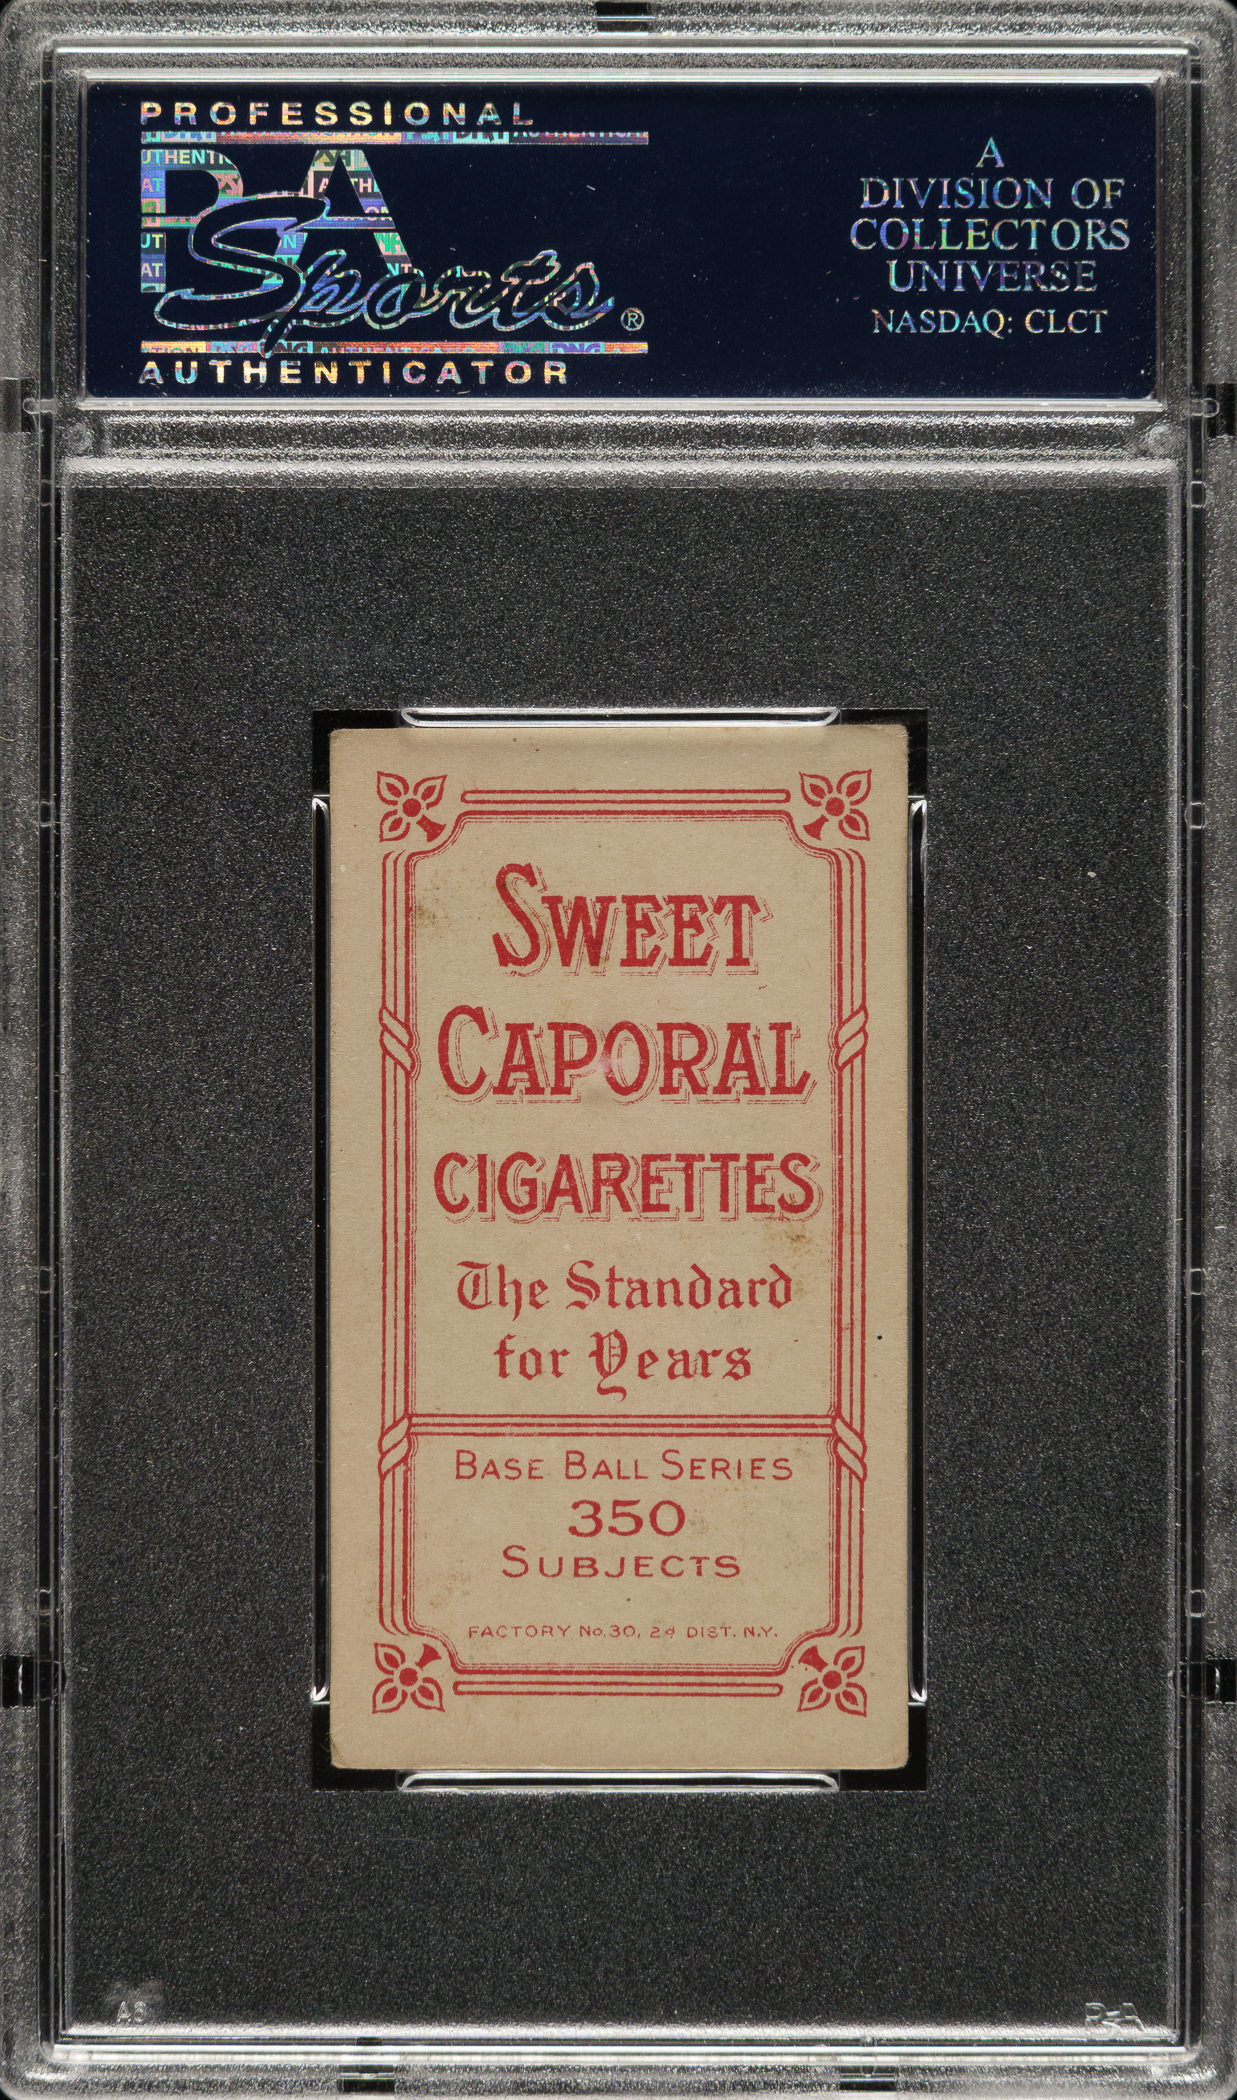 PROFESSIONAL
PSA
Sports®
AUTHENTICATOR
A
DIVISION OF
COLLECTORS
UNIVERSE
NASDAQ: CLCT
SWEET
CAPORAL
CIGARETTES
The Standard
for Years
BASE BALL SERIES
350
SUBJECTS
FACTORY No. 30, 2d DIST. N.Y.
PSA